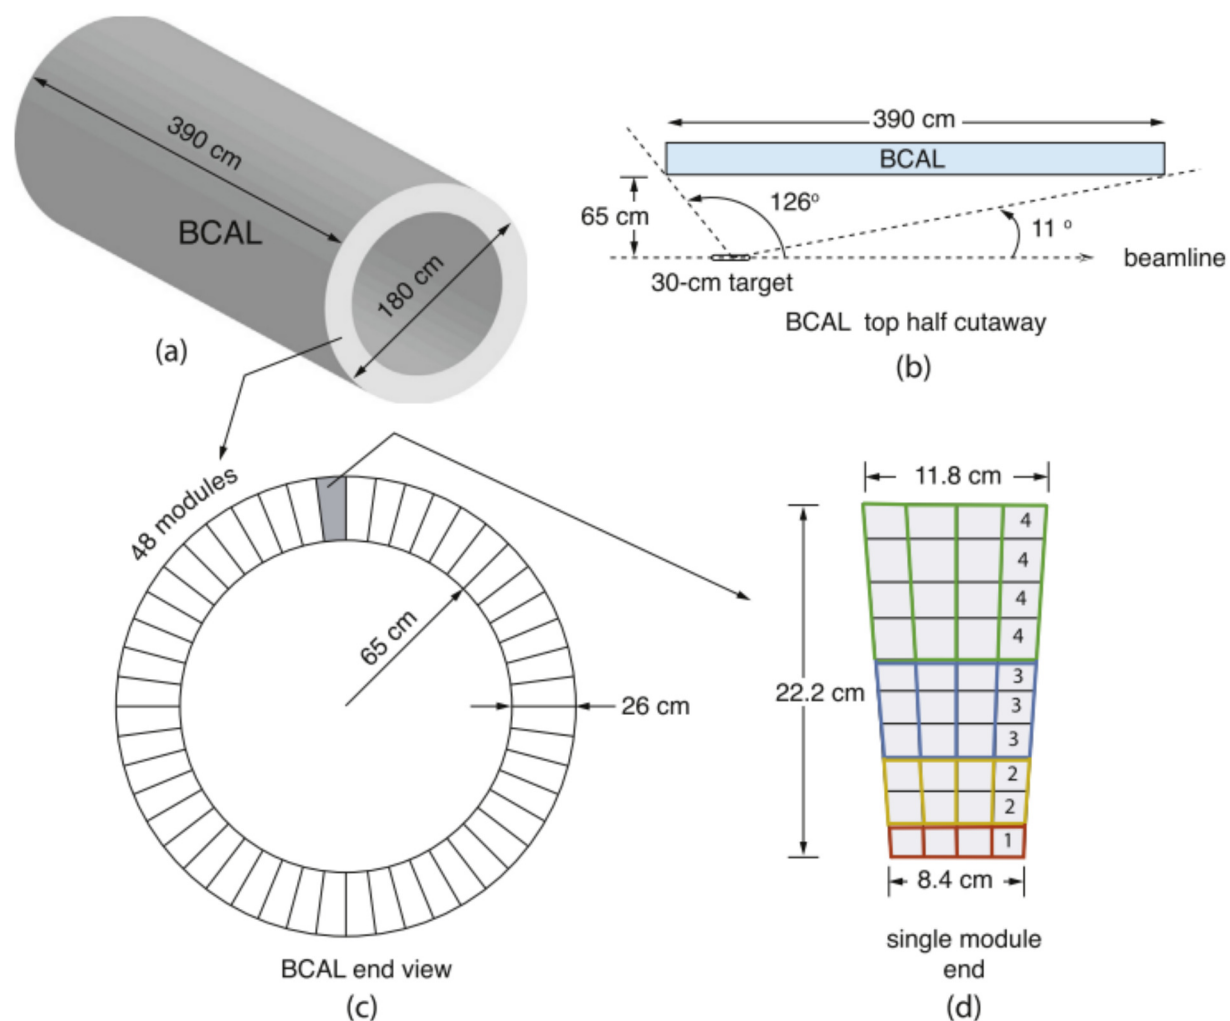 390 cm
BCAL
180 cm
(a)
390 cm
BCAL
65 cm
126°
11 °
beamline
30-cm target
BCAL top half cutaway
(b)
48 modules
65 cm
26 cm
BCAL end view
(c)
11.8 cm
4
4
4
4
22.2 cm
3
3
3
2
2
1
8.4 cm
single module
end
(d)